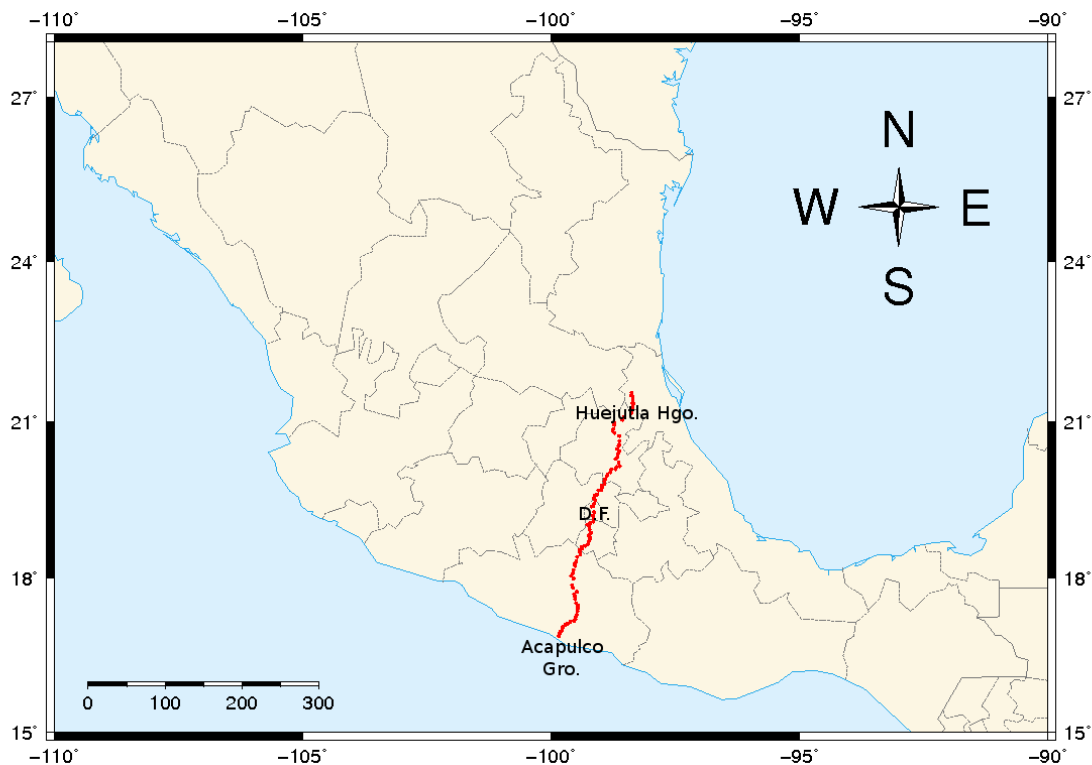 −110˚ −105˚ −100˚ −95˚ −90˚
27˚ 27˚
N
W E
S
24˚ 24˚
21˚ Huejutla Hgo. 21˚
D.F.
18˚ 18˚
Acapulco
Gro.
0 100 200 300
15˚ 15˚
−110˚ −105˚ −100˚ −95˚ −90˚